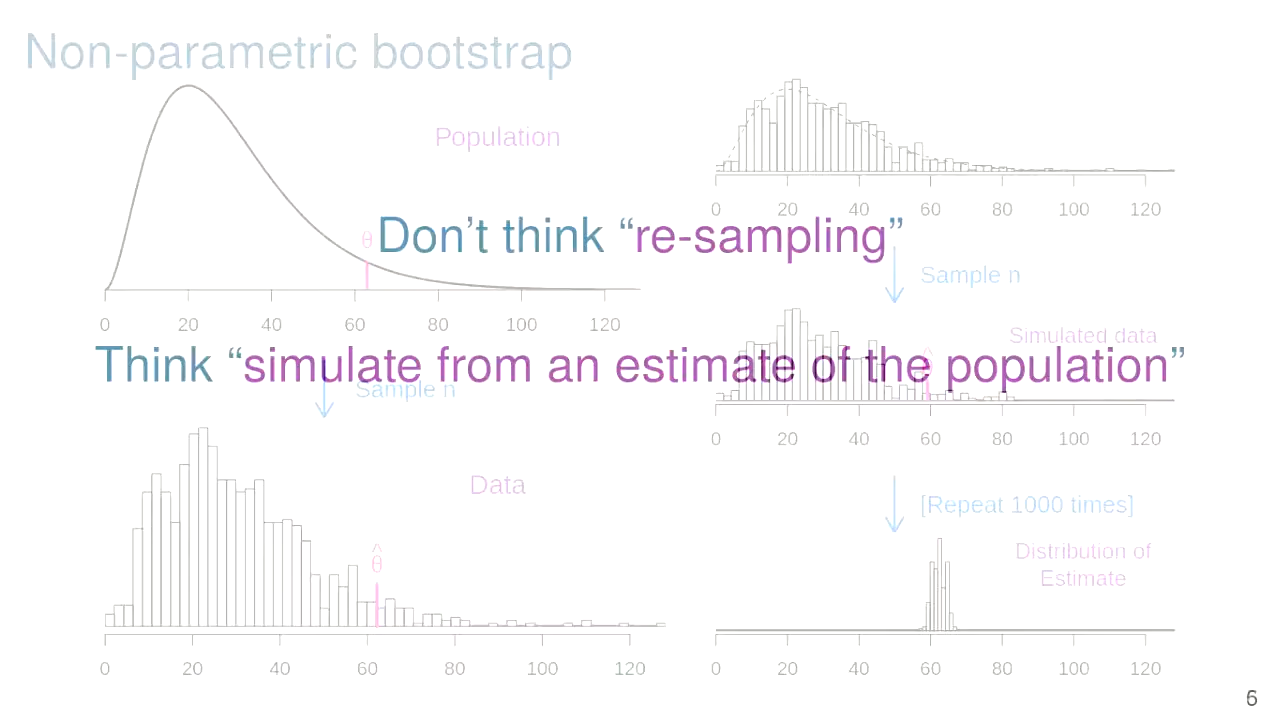 Non-parametric bootstrap
Population
θ
0 20 40 60 80 100 120
0 20 40 60 80 100 120
Don't think “re-sampling”
Sample n
Simulated data
Think “simulate from an estimate of the population”
Sample n
0 20 40 60 80 100 120
Data
θ̂
[Repeat 1000 times]
Distribution of
Estimate
0 20 40 60 80 100 120
0 20 40 60 80 100 120
6